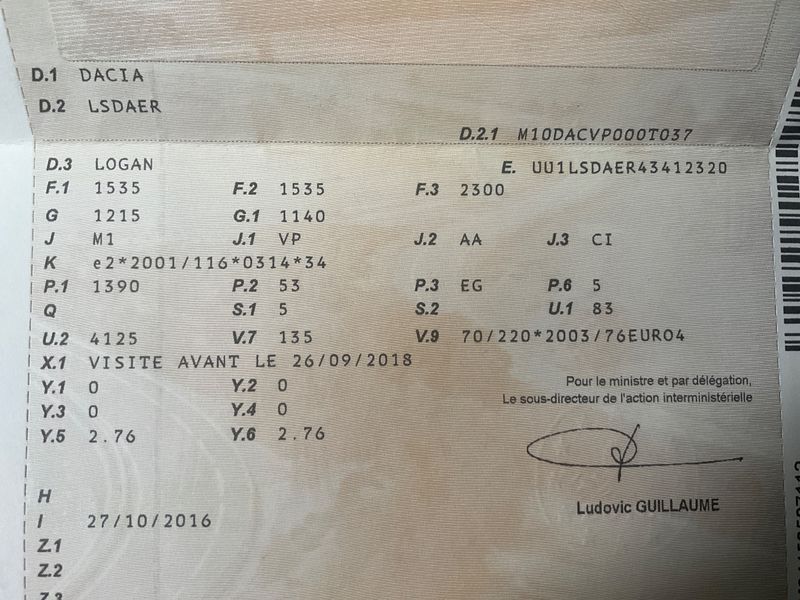 D.1 DACIA
D.2 LSDAER
D.2.1 M10DACVP000T037
D.3 LOGAN E. UU1LSDAER43412320
F.1 1535 F.2 1535 F.3 2300
G 1215 G.1 1140
J M1 J.1 VP J.2 AA J.3 CI
K e2*2001/116*0314*34
P.1 1390 P.2 53 P.3 EG P.6 5
Q S.1 5 S.2 U.1 83
U.2 4125 V.7 135 V.9 70/220*2003/76EURO4
X.1 VISITE AVANT LE 26/09/2018
Y.1 0 Y.2 0
Y.3 0 Y.4 0
Y.5 2.76 Y.6 2.76
Pour le ministre et par délégation,
Le sous-directeur de l'action interministérielle
Ludovic GUILLAUME
H
I 27/10/2016
Z.1
Z.2
Z.3